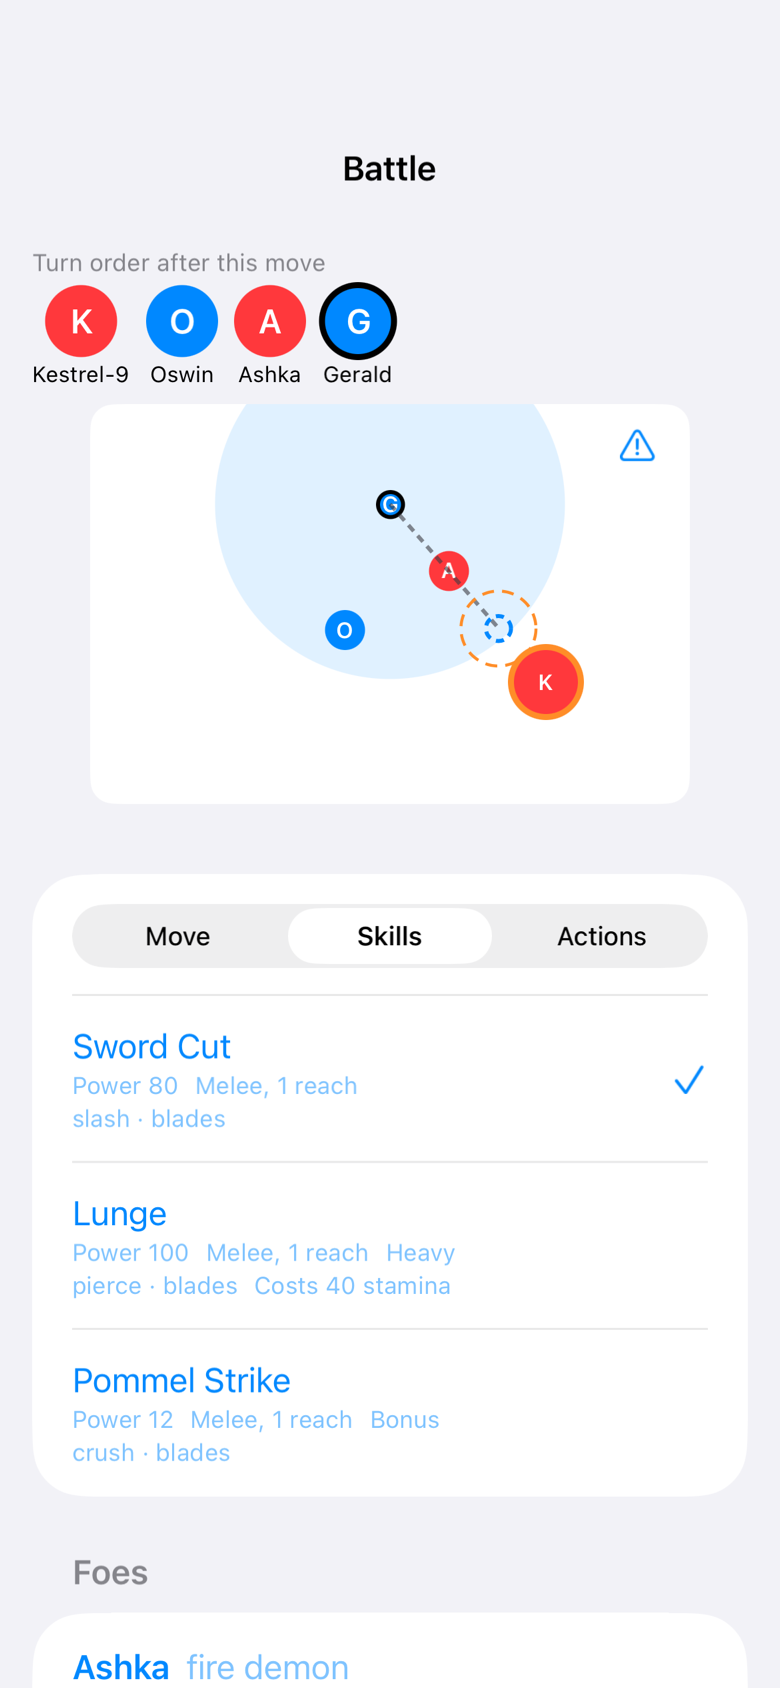 Battle
Turn order after this move
K O A G
Kestrel-9 Oswin Ashka Gerald
G
A
O
K
Move Skills Actions
Sword Cut
Power 80 Melee, 1 reach
slash · blades
Lunge
Power 100 Melee, 1 reach Heavy
pierce · blades Costs 40 stamina
Pommel Strike
Power 12 Melee, 1 reach Bonus
crush · blades
Foes
Ashka fire demon